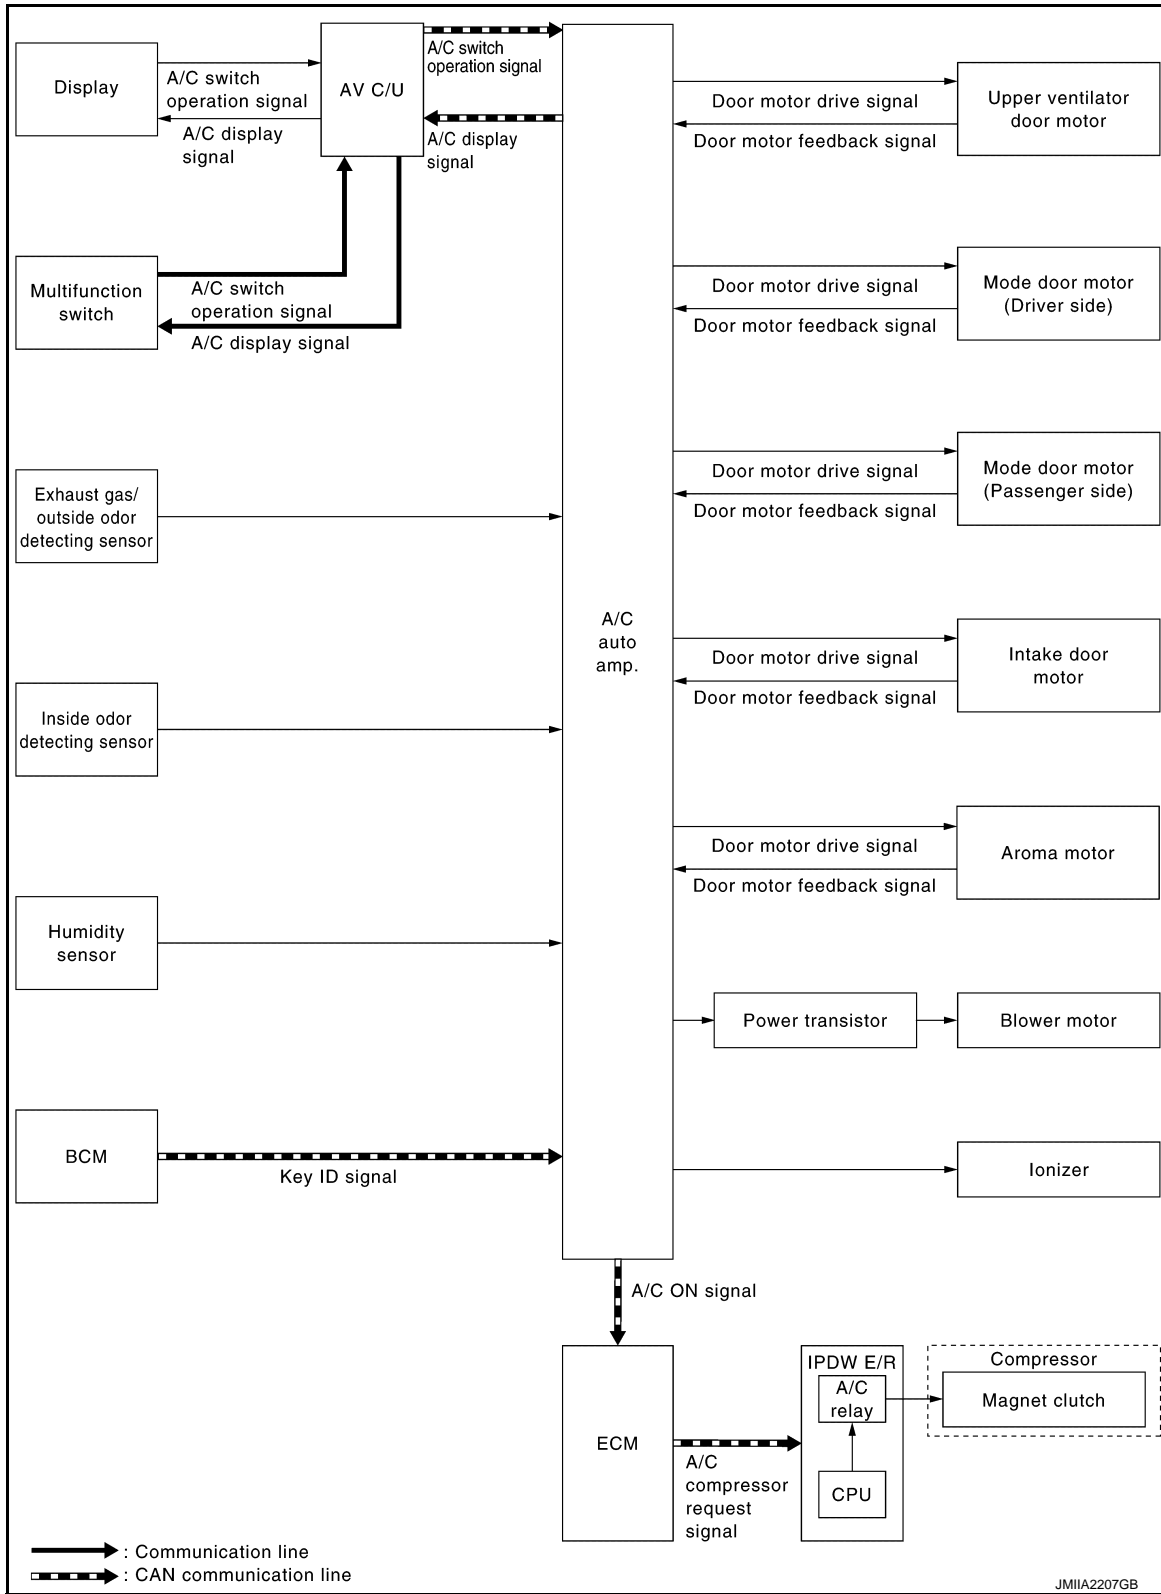 Display
A/C switch
operation signal
A/C display
signal
AV C/U
A/C switch
operation signal
A/C display
signal
Multifunction
switch
A/C switch
operation signal
A/C display signal
Exhaust gas/
outside odor
detecting sensor
Inside odor
detecting sensor
Humidity
sensor
BCM
Key ID signal
A/C
auto
amp.
Door motor drive signal
Door motor feedback signal
Upper ventilator
door motor
Door motor drive signal
Door motor feedback signal
Mode door motor
(Driver side)
Door motor drive signal
Door motor feedback signal
Mode door motor
(Passenger side)
Door motor drive signal
Door motor feedback signal
Intake door
motor
Door motor drive signal
Door motor feedback signal
Aroma motor
Power transistor
Blower motor
Ionizer
A/C ON signal
ECM
A/C
compressor
request
signal
IPDW E/R
A/C
relay
CPU
Compressor
Magnet clutch
: Communication line
: CAN communication line
JMIIA2207GB